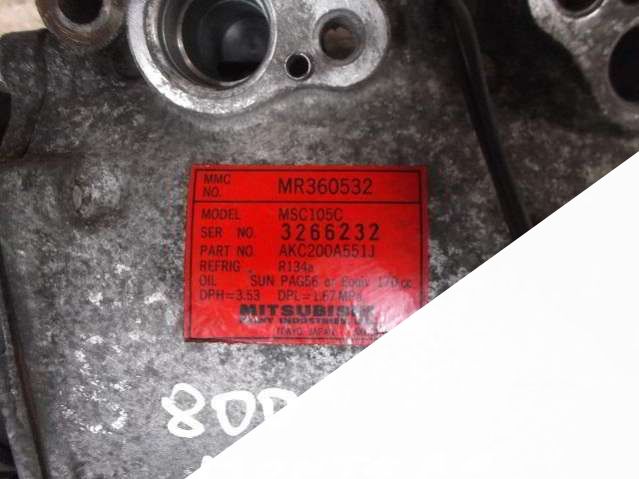 MMC NO. MR360532
MODEL MSC105C
SER NO. 3266232
PART NO. AKC200A551J
REFRIG. R134a
OIL SUN PAG56 or Equiv 170 cc
DPH=3.53 DPL=1.67 MPa
MITSUBISHI
INDUSTRIES
TOKYO JAPAN
80